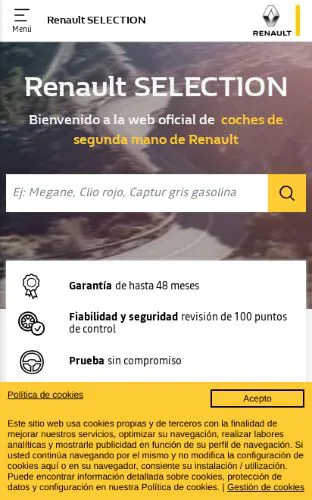 Menú
Renault SELECTION
RENAULT
Renault SELECTION
Bienvenido a la web oficial de coches de
segunda mano de Renault
Ej: Megane, Clio rojo, Captur gris gasolina
Garantía de hasta 48 meses
Fiabilidad y seguridad revisión de 100 puntos
de control
Prueba sin compromiso
Política de cookies
Acepto
Este sitio web usa cookies propias y de terceros con la finalidad de
mejorar nuestros servicios, optimizar su navegación, realizar labores
analíticas y mostrarle publicidad en función de su perfil de navegación. Si
usted continúa navegando por el mismo y no modifica la configuración de
cookies aquí o en su navegador, consiente su instalación / utilización.
Puede encontrar información detallada sobre cookies, protección de
datos y configuración en nuestra Política de cookies. | Gestión de cookies